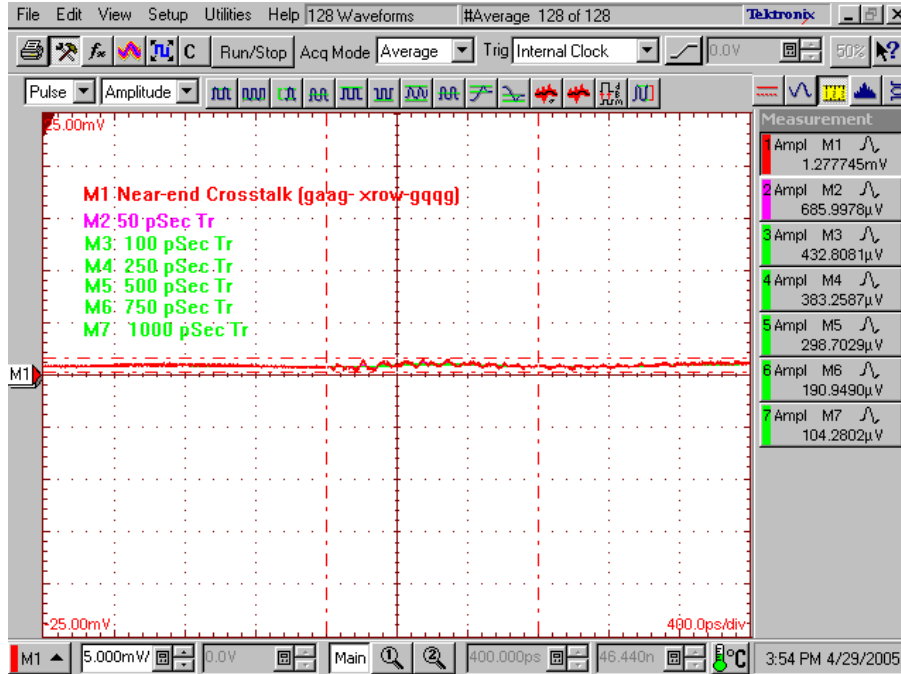 File Edit View Setup Utilities Help 128 Waveforms #Average 128 of 128 Tektronix
fx C Run/Stop Acq Mode Average Trig Internal Clock 0.0V 50%
Pulse Amplitude
25.00mV
Measurement
1 Ampl M1
1.277745mV
2 Ampl M2
685.9978µV
3 Ampl M3
432.8081µV
4 Ampl M4
383.2587µV
5 Ampl M5
298.7029µV
6 Ampl M6
190.9490µV
7 Ampl M7
104.2802µV
M1 Near-end Crosstalk (gaag- xrow-gqqg)
M2 50 pSec Tr
M3: 100 pSec Tr
M4: 250 pSec Tr
M5: 500 pSec Tr
M6: 750 pSec Tr
M7: 1000 pSec Tr
M1
-25.00mV 400.0ps/div
M1 5.000mV/ 0.0V Main 1 2 400.000ps 46.440n °C 3:54 PM 4/29/2005